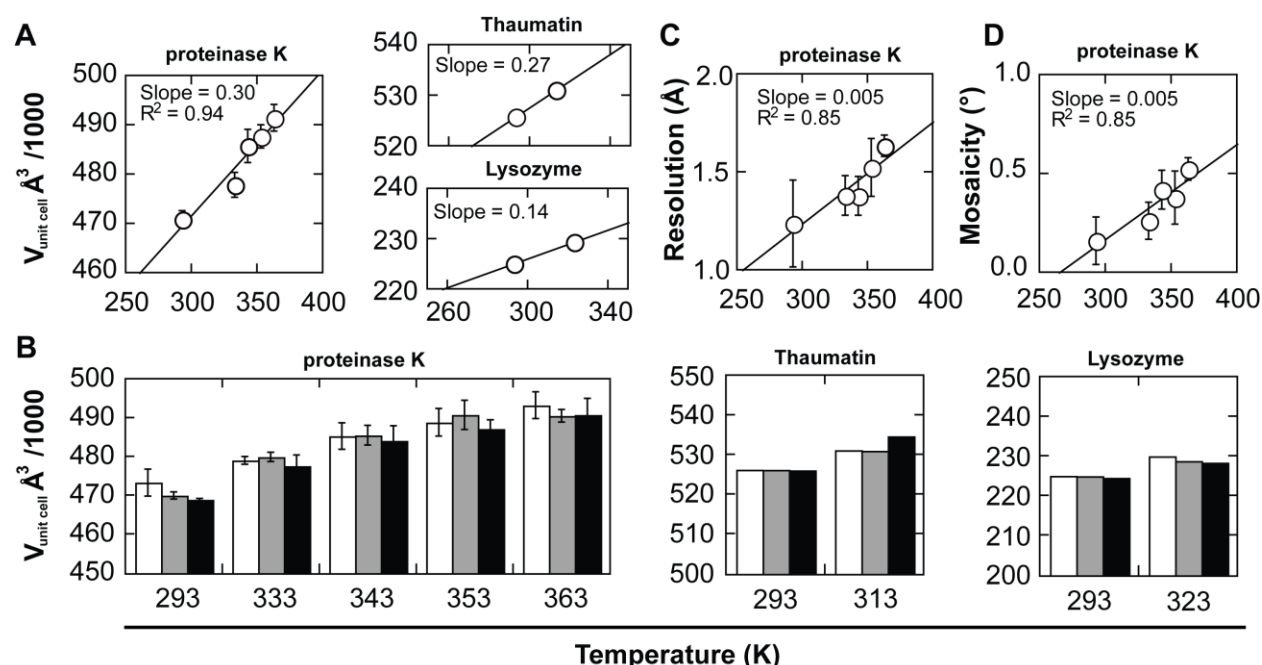 A
proteinase K
Slope = 0.30
R² = 0.94
V unit cell Å³ /1000
500
490
480
470
460
250 300 350 400
Thaumatin
Slope = 0.27
540
530
520
Lysozyme
Slope = 0.14
240
230
220
260 300 340
C
proteinase K
Slope = 0.005
R² = 0.85
Resolution (Å)
2.0
1.5
1.0
250 300 350 400
D
proteinase K
Slope = 0.005
R² = 0.85
Mosaicity (°)
1.0
0.5
0.0
250 300 350 400
B
proteinase K
V unit cell Å³ /1000
500
490
480
470
460
450
293 333 343 353 363
Thaumatin
550
540
530
520
510
500
293 313
Lysozyme
250
240
230
220
210
200
293 323
Temperature (K)